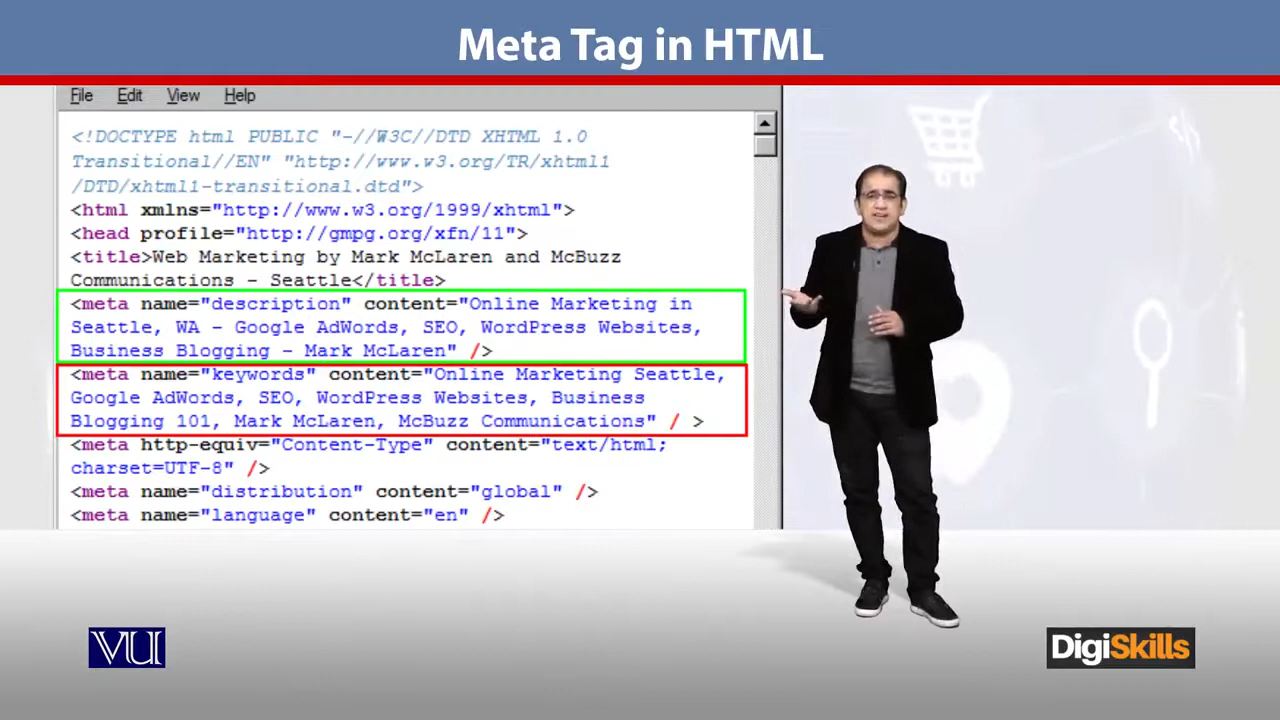 Meta Tag in HTML
File Edit View Help
<!DOCTYPE html PUBLIC "-//W3C//DTD XHTML 1.0
Transitional//EN" "http://www.w3.org/TR/xhtml1
/DTD/xhtml1-transitional.dtd">
<html xmlns="http://www.w3.org/1999/xhtml">
<head profile="http://gmpg.org/xfn/11">
<title>Web Marketing by Mark McLaren and McBuzz
Communications - Seattle</title>
<meta name="description" content="Online Marketing in
Seattle, WA - Google AdWords, SEO, WordPress Websites,
Business Blogging - Mark McLaren" />
<meta name="keywords" content="Online Marketing Seattle,
Google AdWords, SEO, WordPress Websites, Business
Blogging 101, Mark McLaren, McBuzz Communications" / >
<meta http-equiv="Content-Type" content="text/html;
charset=UTF-8" />
<meta name="distribution" content="global" />
<meta name="language" content="en" />
VU
DigiSkills